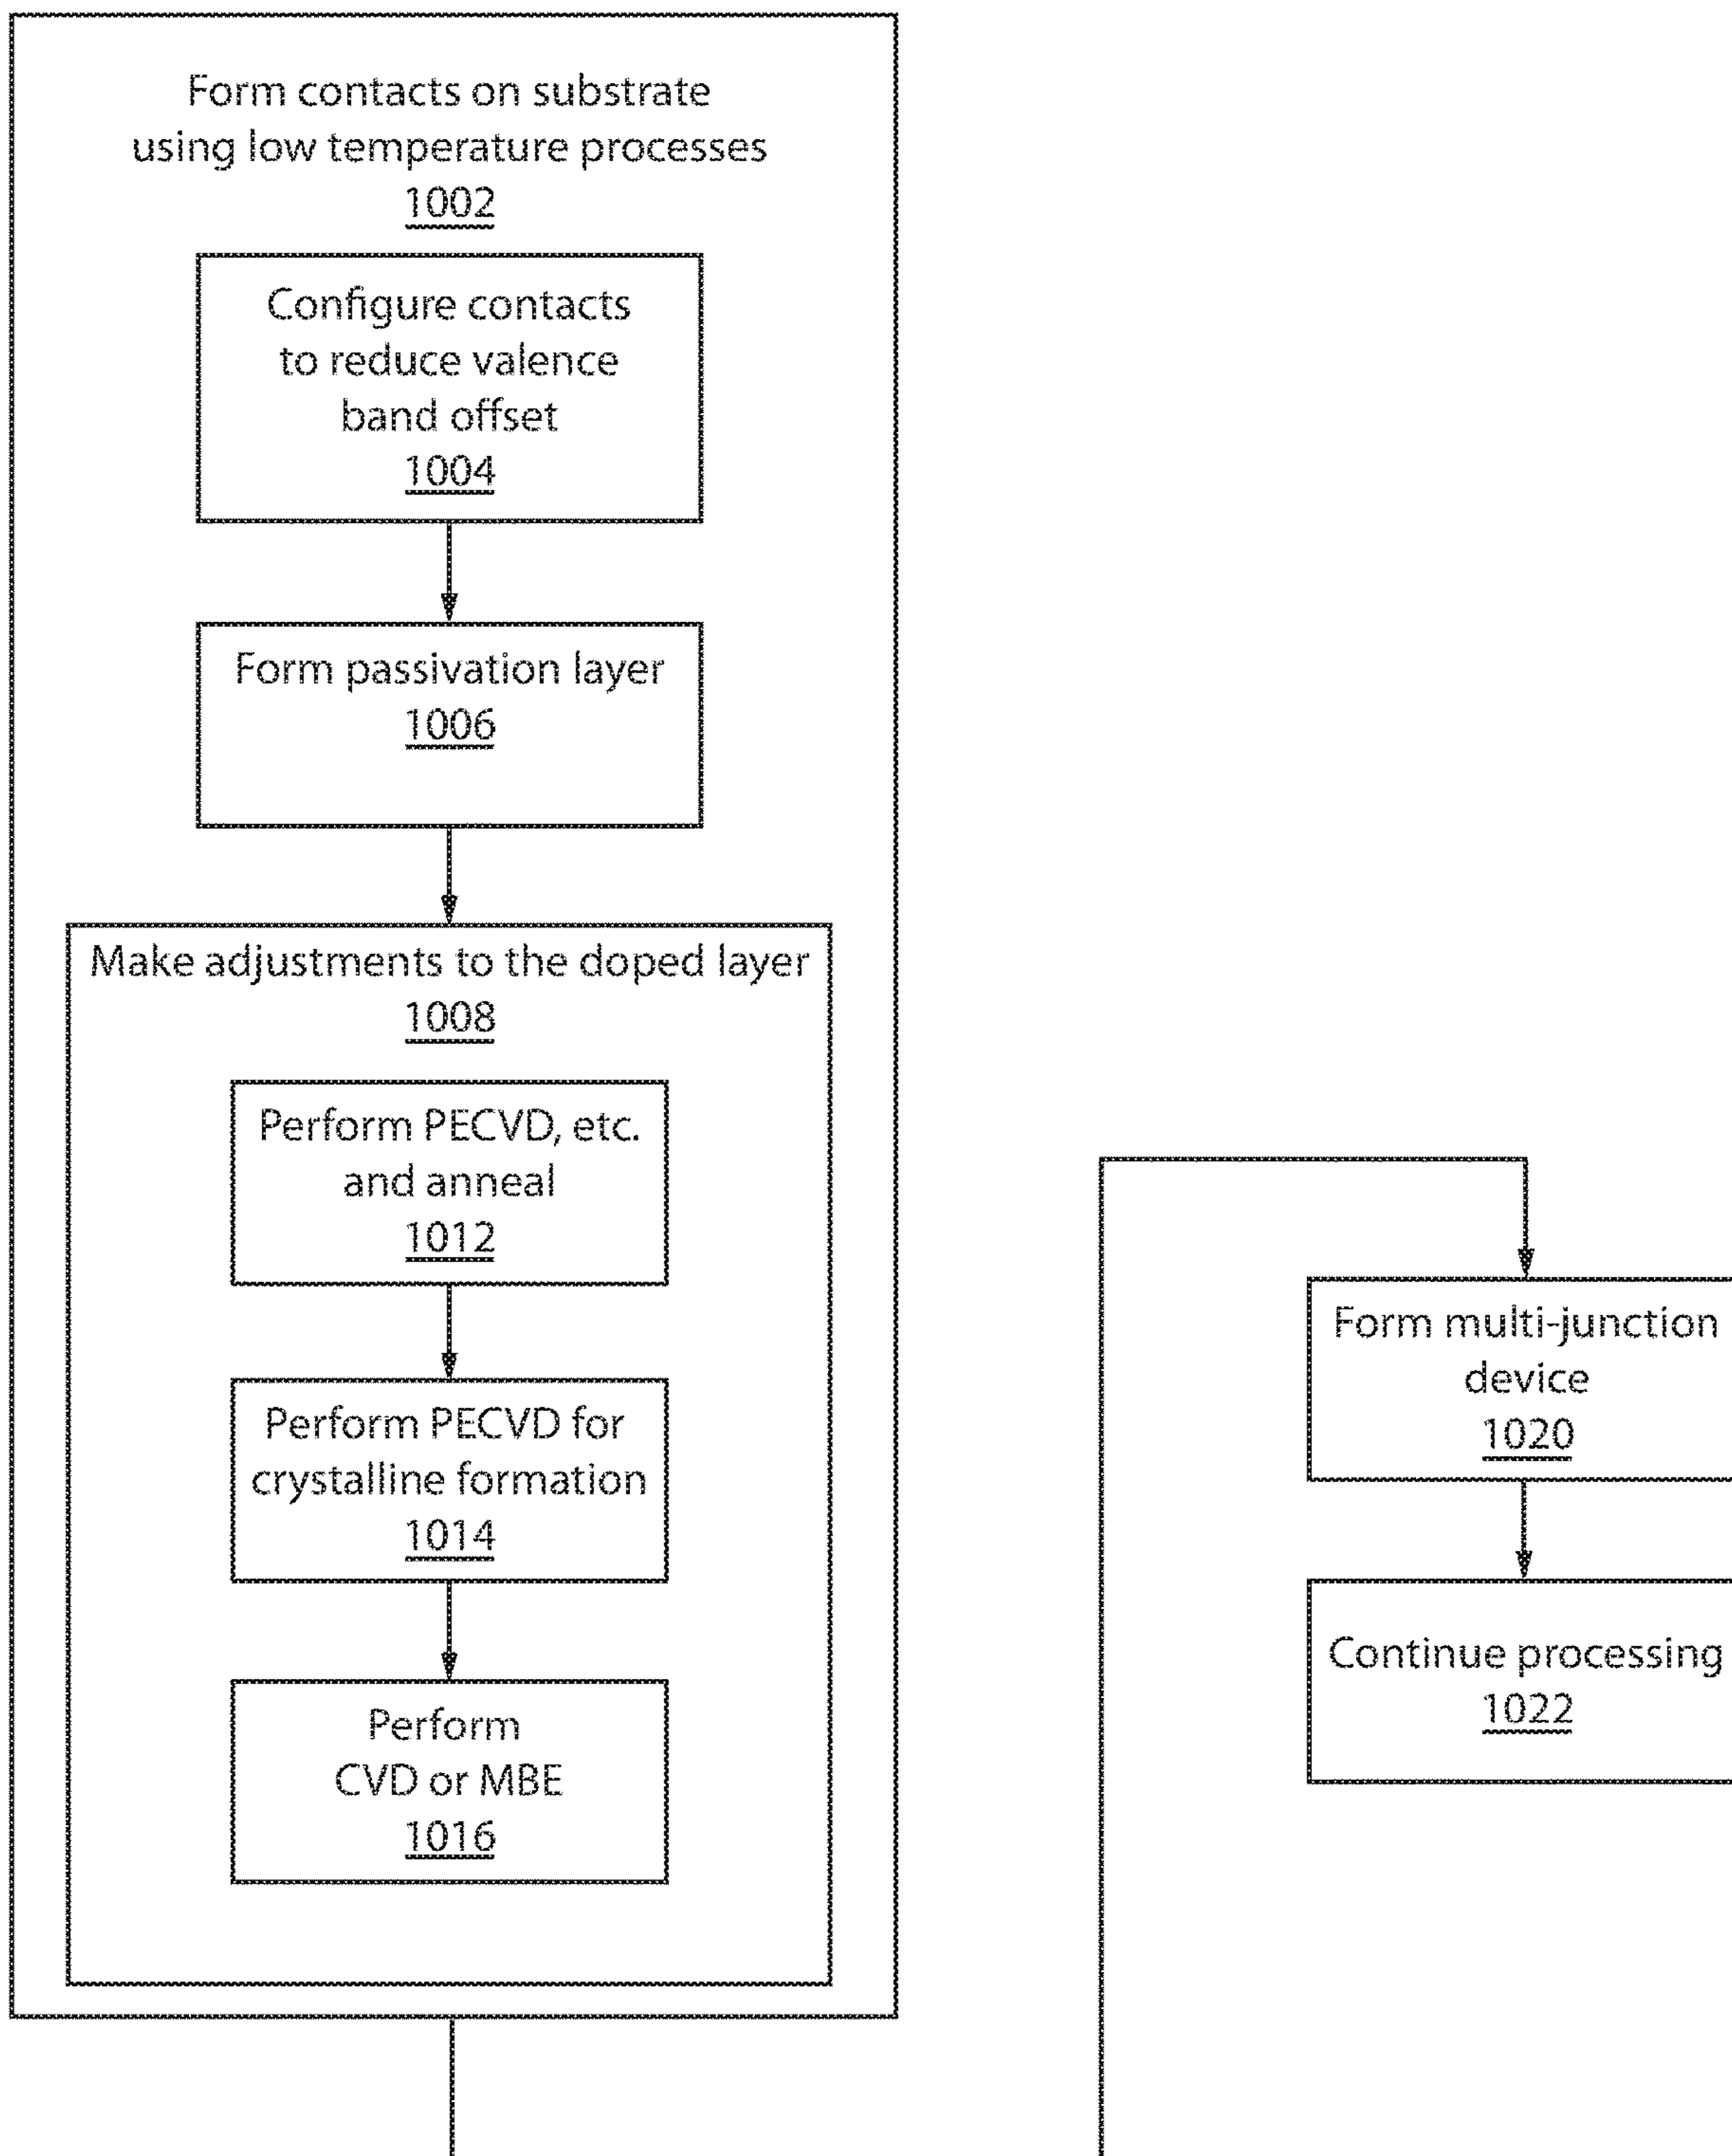 Form contacts on substrate
using low temperature processes
1002
Configure contacts
to reduce valence
band offset
1004
Form passivation layer
1006
Make adjustments to the doped layer
1008
Perform PECVD, etc.
and anneal
1012
Perform PECVD for
crystalline formation
1014
Perform
CVD or MBE
1016
Form multi-junction
device
1020
Continue processing
1022